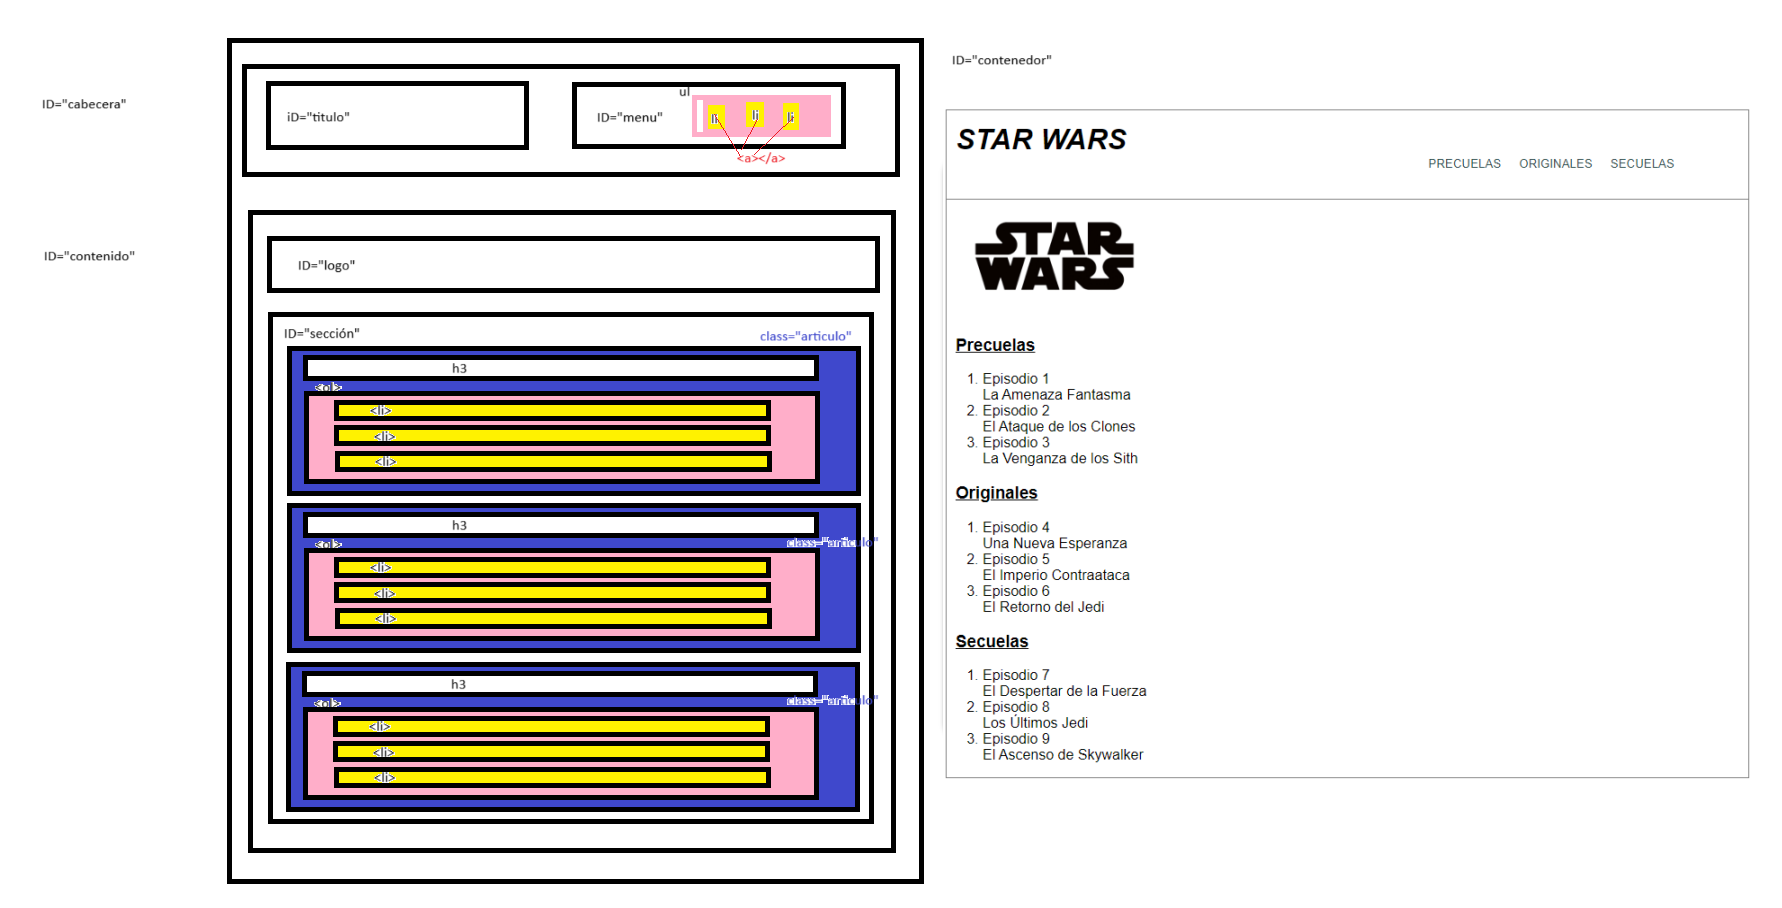 ID="contenedor"
ID="cabecera"
iD="titulo"
ID="menu"
ul
li
li
li
<a></a>
ID="contenido"
ID="logo"
ID="sección"
class="articulo"
h3
<ol>
<li>
<li>
<li>
h3
class="articulo"
<ol>
<li>
<li>
<li>
h3
class="articulo"
<ol>
<li>
<li>
<li>
STAR WARS
PRECUELAS ORIGINALES SECUELAS
STAR
WARS
Precuelas
1. Episodio 1
La Amenaza Fantasma
2. Episodio 2
El Ataque de los Clones
3. Episodio 3
La Venganza de los Sith
Originales
1. Episodio 4
Una Nueva Esperanza
2. Episodio 5
El Imperio Contraataca
3. Episodio 6
El Retorno del Jedi
Secuelas
1. Episodio 7
El Despertar de la Fuerza
2. Episodio 8
Los Últimos Jedi
3. Episodio 9
El Ascenso de Skywalker